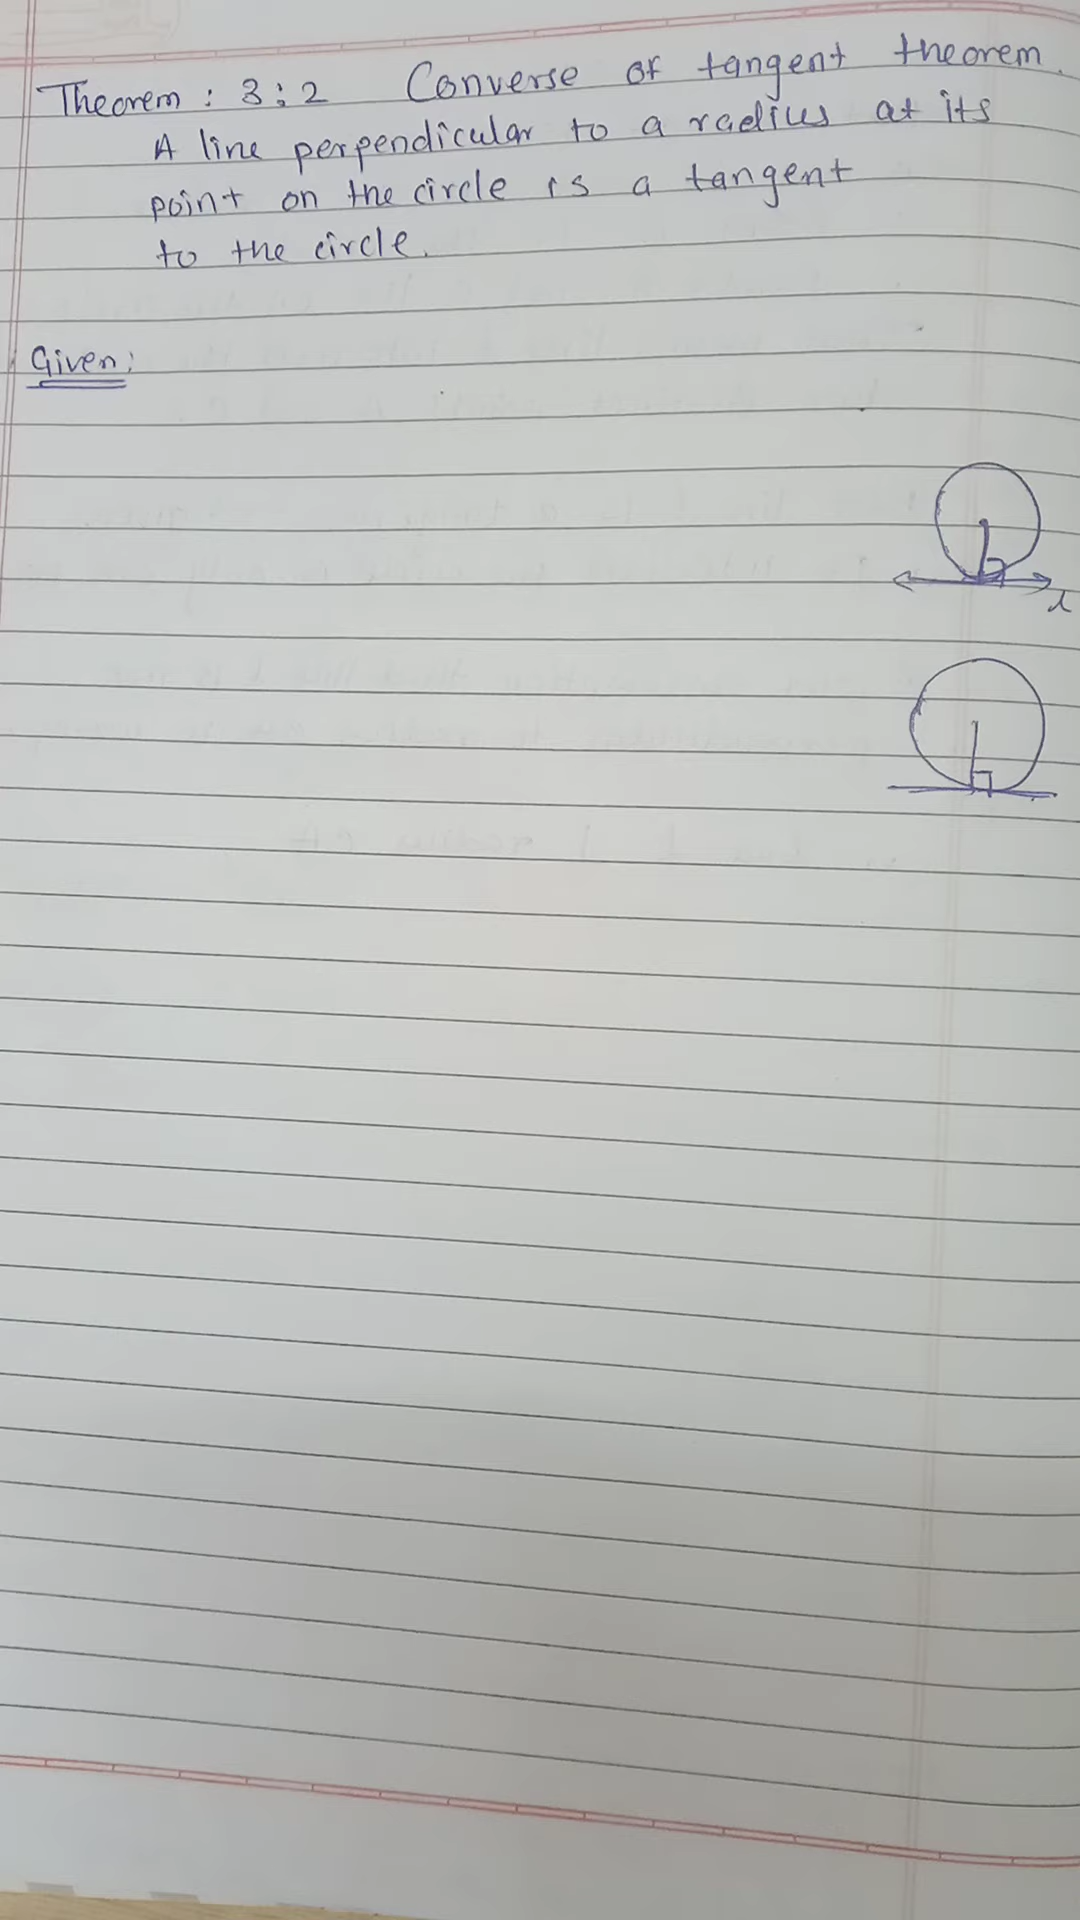 Theorem : 3:2 Converse of tangent theorem.
A line perpendicular to a radius at its
point on the circle is a tangent
to the circle.
Given:
l